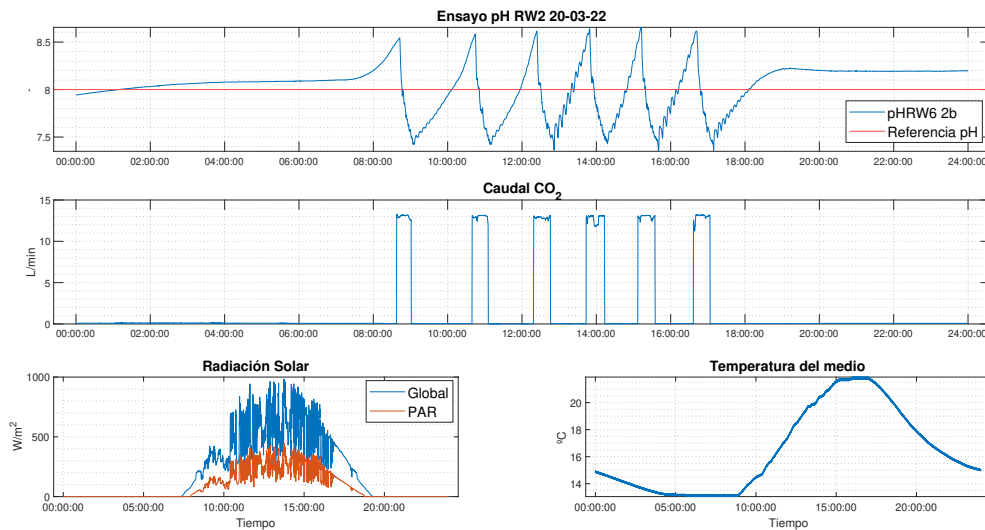 Ensayo pH RW2 20-03-22
8.5
8
7.5
-
pHRW6 2b
Referencia pH
00:00:00 02:00:00 04:00:00 06:00:00 08:00:00 10:00:00 12:00:00 14:00:00 16:00:00 18:00:00 20:00:00 22:00:00 24:00:00
Caudal CO2
15
10
5
0
L/min
00:00:00 02:00:00 04:00:00 06:00:00 08:00:00 10:00:00 12:00:00 14:00:00 16:00:00 18:00:00 20:00:00 22:00:00 24:00:00
Radiación Solar
1000
500
0
W/m2
Global
PAR
00:00:00 05:00:00 10:00:00 15:00:00 20:00:00
Tiempo
Temperatura del medio
20
18
16
14
ºC
00:00:00 05:00:00 10:00:00 15:00:00 20:00:00
Tiempo